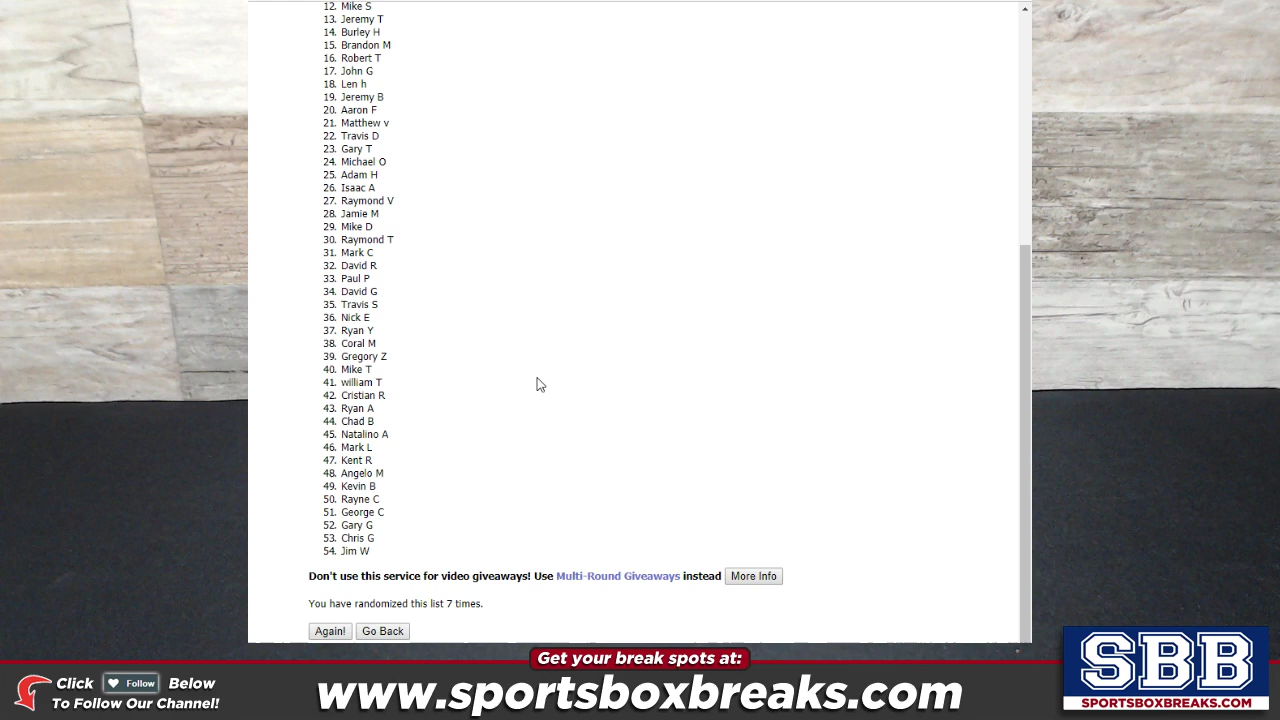 12. Mike S
13. Jeremy T
14. Burley H
15. Brandon M
16. Robert T
17. John G
18. Len h
19. Jeremy B
20. Aaron F
21. Matthew v
22. Travis D
23. Gary T
24. Michael O
25. Adam H
26. Isaac A
27. Raymond V
28. Jamie M
29. Mike D
30. Raymond T
31. Mark C
32. David R
33. Paul P
34. David G
35. Travis S
36. Nick E
37. Ryan Y
38. Coral M
39. Gregory Z
40. Mike T
41. william T
42. Cristian R
43. Ryan A
44. Chad B
45. Natalino A
46. Mark L
47. Kent R
48. Angelo M
49. Kevin B
50. Rayne C
51. George C
52. Gary G
53. Chris G
54. Jim W
Don't use this service for video giveaways! Use Multi-Round Giveaways instead More Info
You have randomized this list 7 times.
Again! Go Back
Get your break spots at:
Click Follow Below
To Follow Our Channel!
www.sportsboxbreaks.com
SBB
SPORTSBOXBREAKS.COM